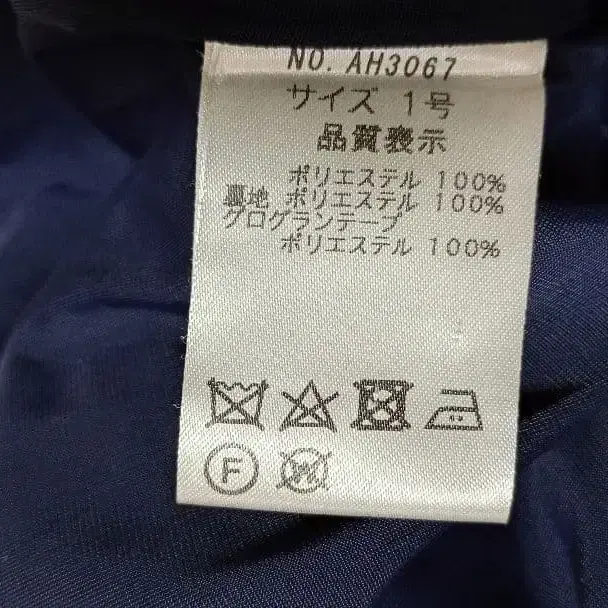 NO. AH3067
サイズ 1号
品質表示
ポリエステル 100%
裏地 ポリエステル 100%
グログランテープ
ポリエステル 100%
F
W